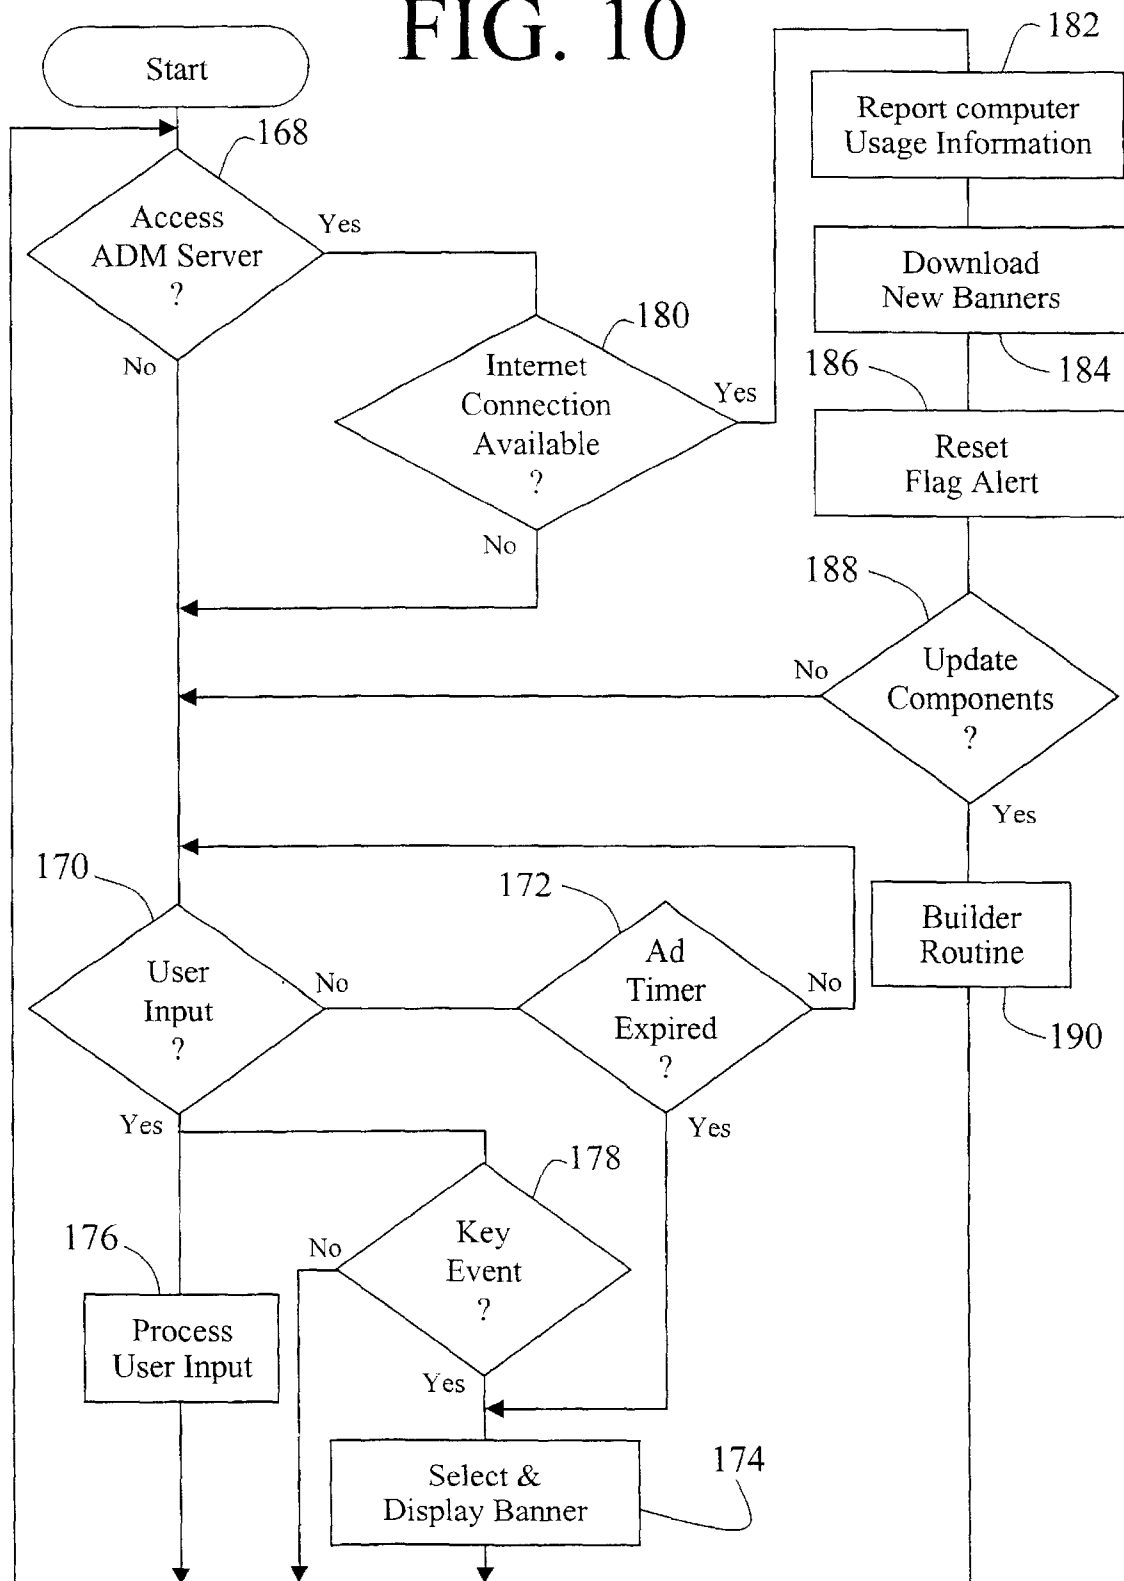 FIG. 10
Start
168
Access
ADM Server
?
Yes
No
180
Internet
Connection
Available
?
Yes
No
182
Report computer
Usage Information
Download
New Banners
184
186
Reset
Flag Alert
188
Update
Components
?
No
Yes
Builder
Routine
190
170
User
Input
?
No
Yes
172
Ad
Timer
Expired
?
No
Yes
178
Key
Event
?
No
Yes
176
Process
User Input
Select &
Display Banner
174